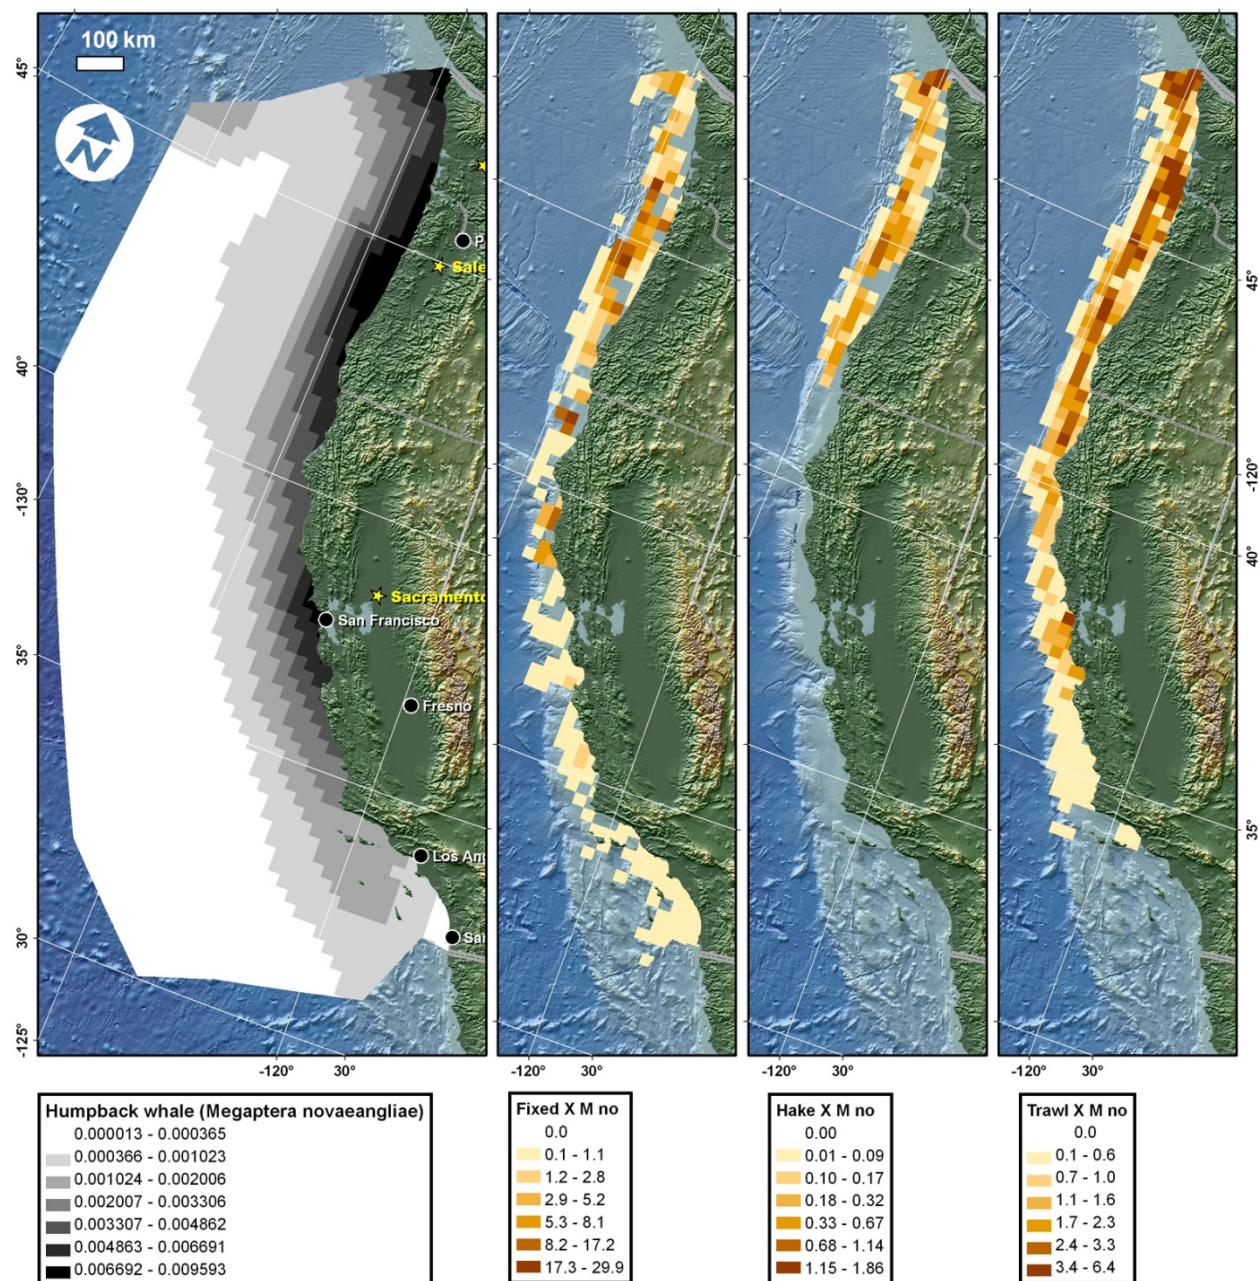 100 km
45°
40°
-130°
35°
30°
-125°
-120°
30°
Sale
Sacramento
San Francisco
Fresno
Los An
Sa
P
-120°
30°
-120°
30°
-120°
30°
45°
-120°
40°
35°
N
Humpback whale (Megaptera novaeangliae)
0.000013 - 0.000365
0.000366 - 0.001023
0.001024 - 0.002006
0.002007 - 0.003306
0.003307 - 0.004862
0.004863 - 0.006691
0.006692 - 0.009593
Fixed X M no
0.0
0.1 - 1.1
1.2 - 2.8
2.9 - 5.2
5.3 - 8.1
8.2 - 17.2
17.3 - 29.9
Hake X M no
0.00
0.01 - 0.09
0.10 - 0.17
0.18 - 0.32
0.33 - 0.67
0.68 - 1.14
1.15 - 1.86
Trawl X M no
0.0
0.1 - 0.6
0.7 - 1.0
1.1 - 1.6
1.7 - 2.3
2.4 - 3.3
3.4 - 6.4